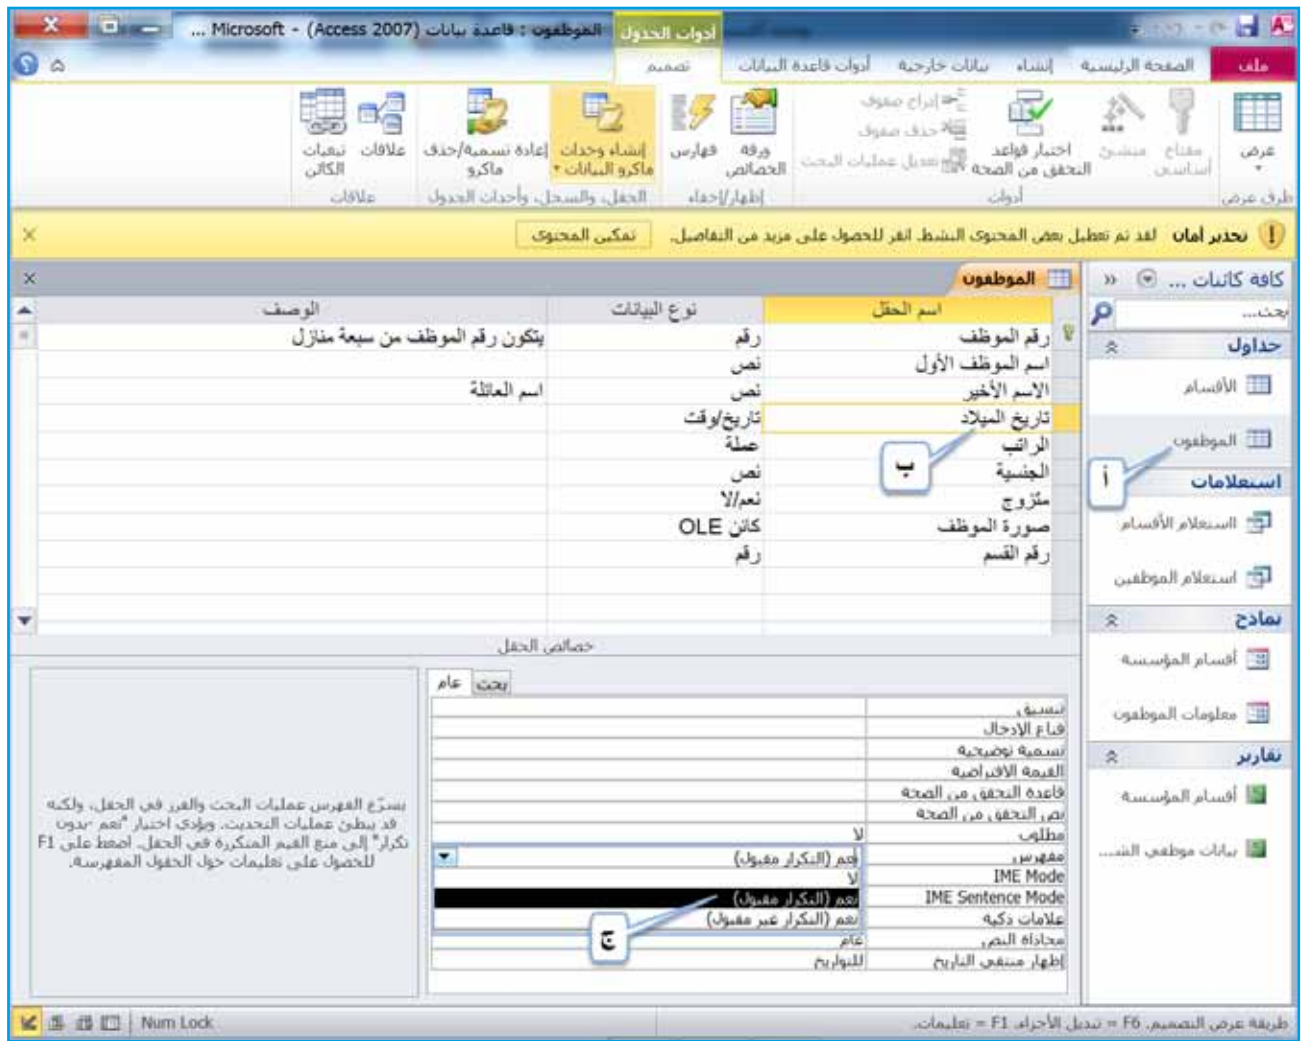 أدوات الجدول
الموظفون : قاعدة بيانات (Access 2007) - Microsoft ...
ملف
الصفحة الرئيسية
إنشاء
بيانات خارجية
أدوات قاعدة البيانات
تصميم
عرض
مفتاح أساسي
منشئ
اختبار قواعد التحقق من الصحة
إدراج صفوف
حذف صفوف
تعديل عمليات البحث
ورقة الخصائص
فهارس
إنشاء وحدات ماكرو البيانات
إعادة تسمية/حذف ماكرو
علاقات
تبعيات الكائن
طرق عرض
أدوات
إظهار/إخفاء
الحقل، والسجل، وأحداث الجدول
علاقات
تحذير أمان
لقد تم تعطيل بعض المحتوى النشط. انقر للحصول على مزيد من التفاصيل.
تمكين المحتوى
كافة كائنات ...
بحث...
جداول
الأقسام
الموظفون
أ
استعلامات
استعلام الموظفين
نماذج
أقسام المؤسسة
معلومات الموظفون
تقارير
أقسام المؤسسة
بيانات موظفي الشـ...
الموظفون
اسم الحقل نوع البيانات الوصف
رقم الموظف رقم يتكون رقم الموظف من سبعة منازل
اسم الموظف الأول نص
الاسم الأخير نص اسم العائلة
تاريخ الميلاد تاريخ/وقت
الراتب عملة
ب
الجنسية نص
متزوج نعم/لا
صورة الموظف كائن OLE
رقم القسم رقم
خصائص الحقل
عام بحث
تنسيق
قناع الإدخال
تسمية توضيحية
القيمة الافتراضية
قاعدة التحقق من الصحة
نص التحقق من الصحة
مطلوب لا
مفهرس نعم (التكرار مقبول)
IME Mode لا
IME Sentence Mode نعم (التكرار مقبول)
علامات ذكية نعم (التكرار غير مقبول)
ج
محاذاة النص عام
إظهار منتقي التاريخ للتواريخ
يسرّع الفهرس عمليات البحث والفرز في الحقل، ولكنه
قد يبطئ عمليات التحديث. ويؤدي اختيار "نعم -بدون
تكرار" إلى منع القيم المتكررة في الحقل. اضغط على F1
للحصول على تعليمات حول الحقول المفهرسة.
طريقة عرض التصميم. F6 = تبديل الأجزاء. F1 = تعليمات.
Num Lock